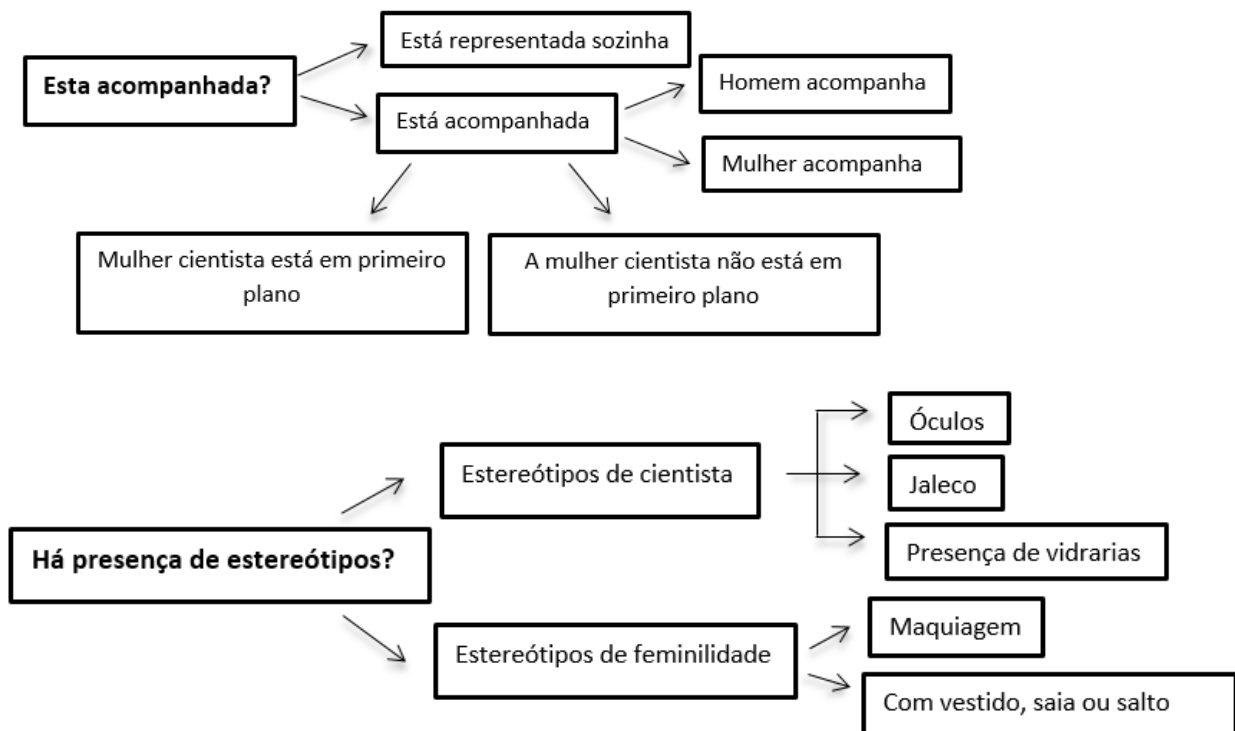 Está representada sozinha
Esta acompanhada?
Homem acompanha
Está acompanhada
Mulher acompanha
Mulher cientista está em primeiro
plano
A mulher cientista não está em
primeiro plano
Óculos
Estereótipos de cientista
Jaleco
Há presença de estereótipos?
Presença de vidrarias
Maquiagem
Estereótipos de feminilidade
Com vestido, saia ou salto